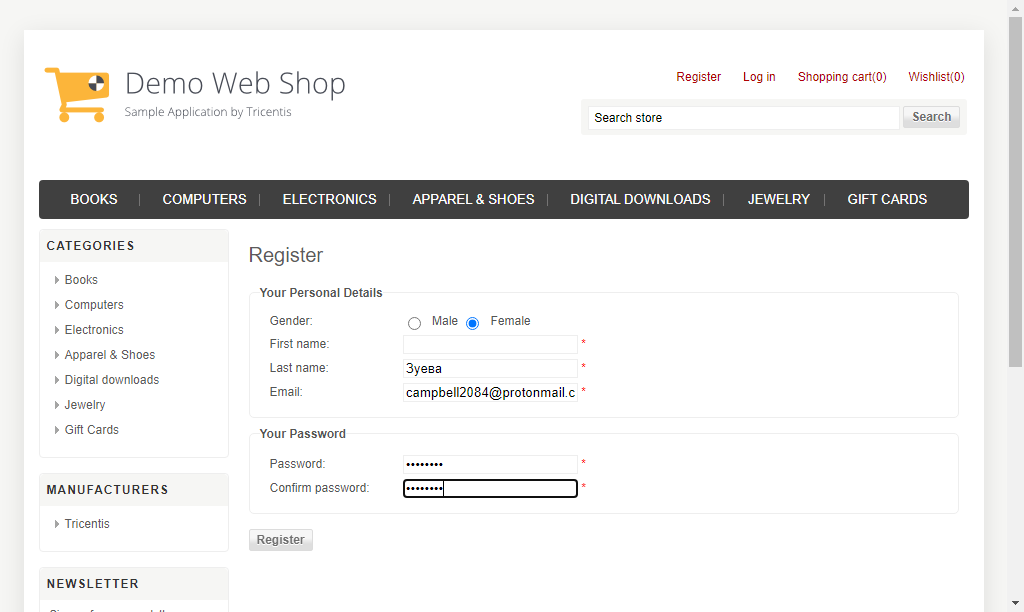 Demo Web Shop
Sample Application by Tricentis
Register Log in Shopping cart(0) Wishlist(0)
Search store Search
BOOKS COMPUTERS ELECTRONICS APPAREL & SHOES DIGITAL DOWNLOADS JEWELRY GIFT CARDS
CATEGORIES
Books
Computers
Electronics
Apparel & Shoes
Digital downloads
Jewelry
Gift Cards
MANUFACTURERS
Tricentis
NEWSLETTER
Register
Your Personal Details
Gender: Male Female
First name: *
Last name: Зуева *
Email: campbell2084@protonmail.c *
Your Password
Password: •••••••• *
Confirm password: •••••••• *
Register